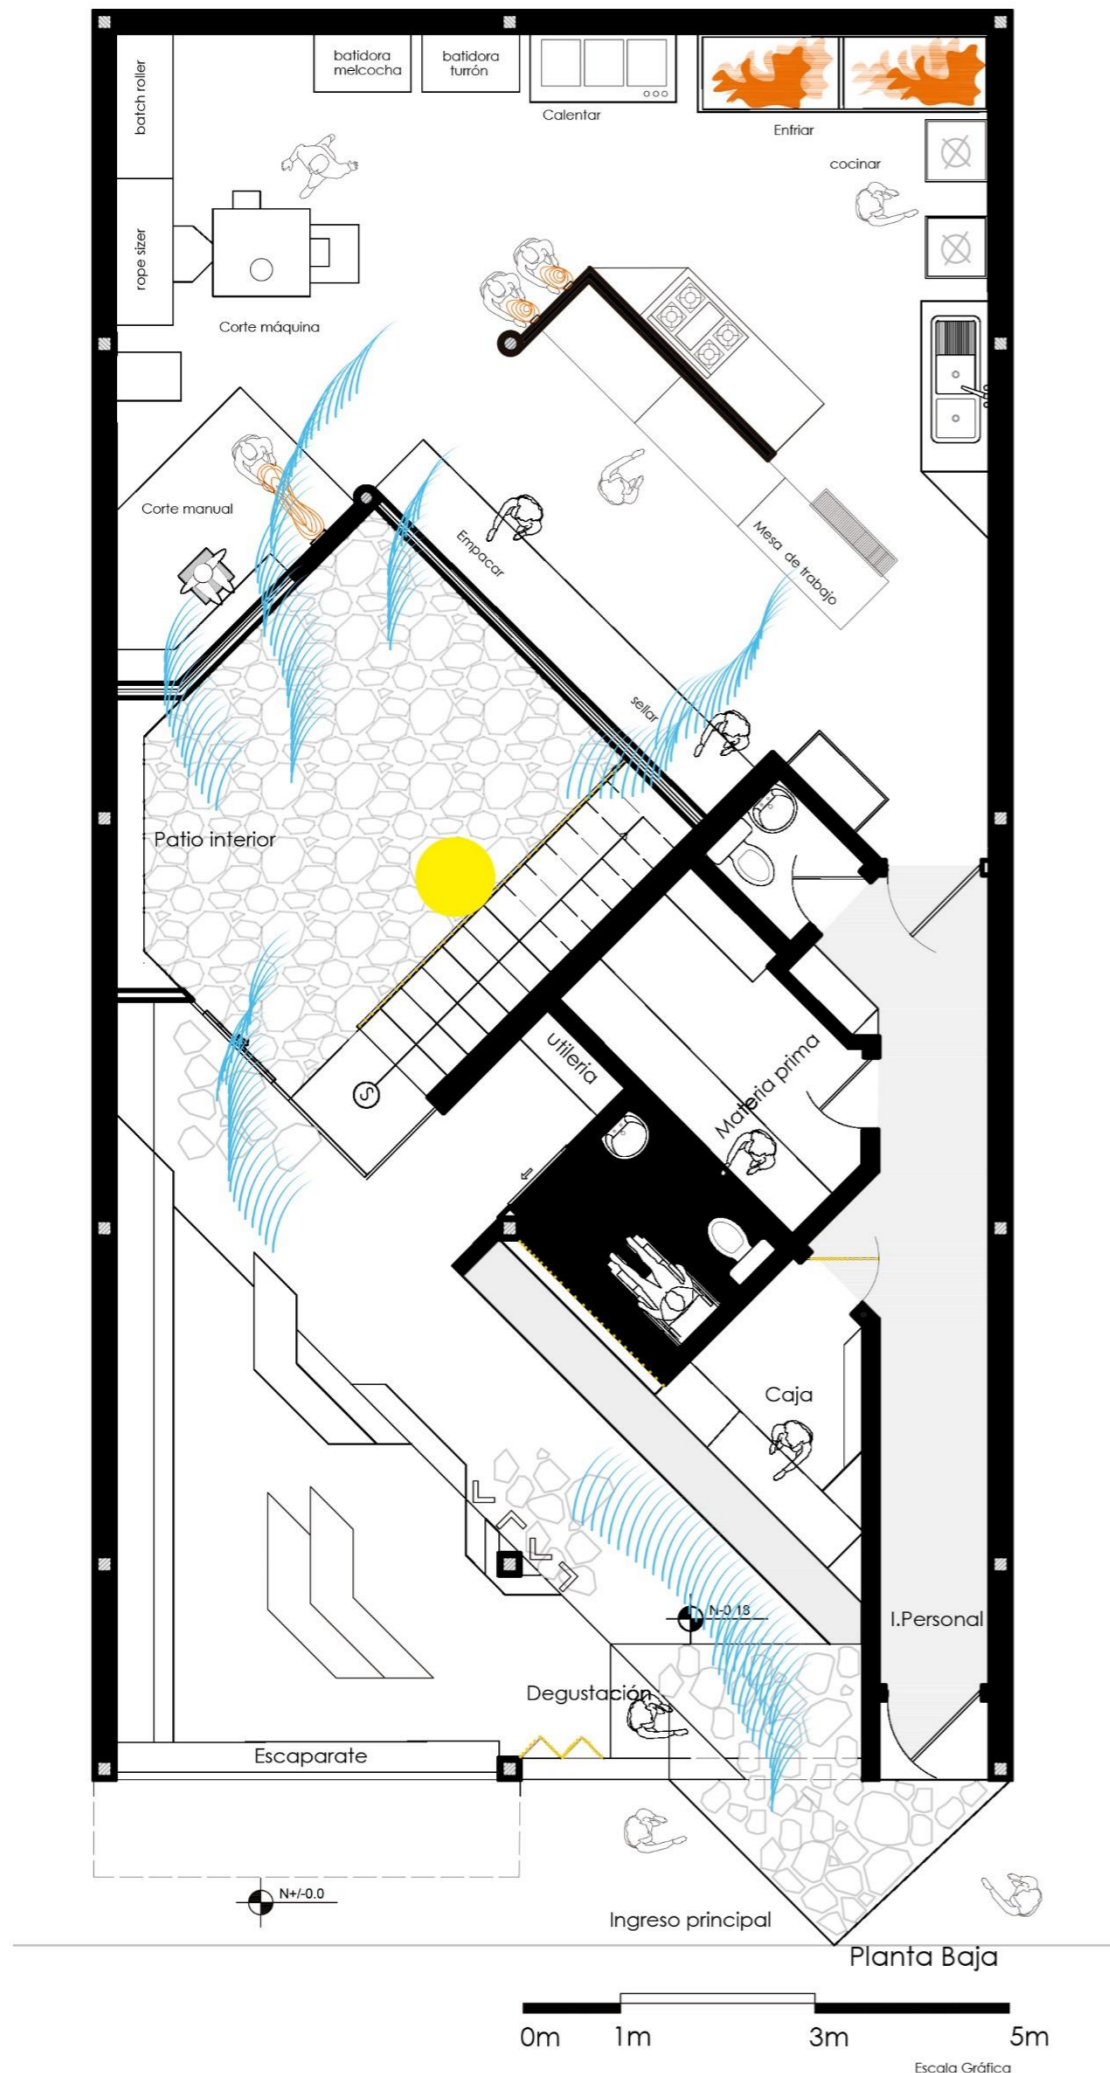 batch roller
batidora
melcocha
batidora
turrón
Calentar
Enfriar
cocinar
rope sizer
Corte máquina
Corte manual
Empacar
Mesa de trabajo
sellar
Patio interior
utilería
Materia prima
S
Caja
N-0.18
I.Personal
Degustación
Escaparate
N+/-0.0
Ingreso principal
Planta Baja
0m
1m
3m
5m
Escala Gráfica